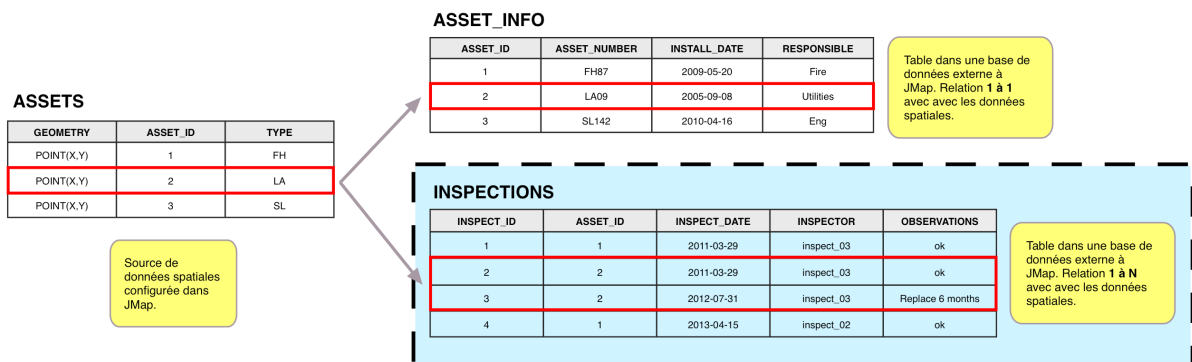 ASSET_INFO
ASSET_ID ASSET_NUMBER INSTALL_DATE RESPONSIBLE
1 FH87 2009-05-20 Fire
2 LA09 2005-09-08 Utilities
3 SL142 2010-04-16 Eng
Table dans une base de
données externe à
JMap. Relation 1 à 1
avec avec les données
spatiales.
ASSETS
GEOMETRY ASSET_ID TYPE
POINT(X,Y) 1 FH
POINT(X,Y) 2 LA
POINT(X,Y) 3 SL
Source de
données spatiales
configurée dans
JMap.
INSPECTIONS
INSPECT_ID ASSET_ID INSPECT_DATE INSPECTOR OBSERVATIONS
1 1 2011-03-29 inspect_03 ok
2 2 2011-03-29 inspect_03 ok
3 2 2012-07-31 inspect_03 Replace 6 months
4 1 2013-04-15 inspect_02 ok
Table dans une base de
données externe à
JMap. Relation 1 à N
avec avec les données
spatiales.